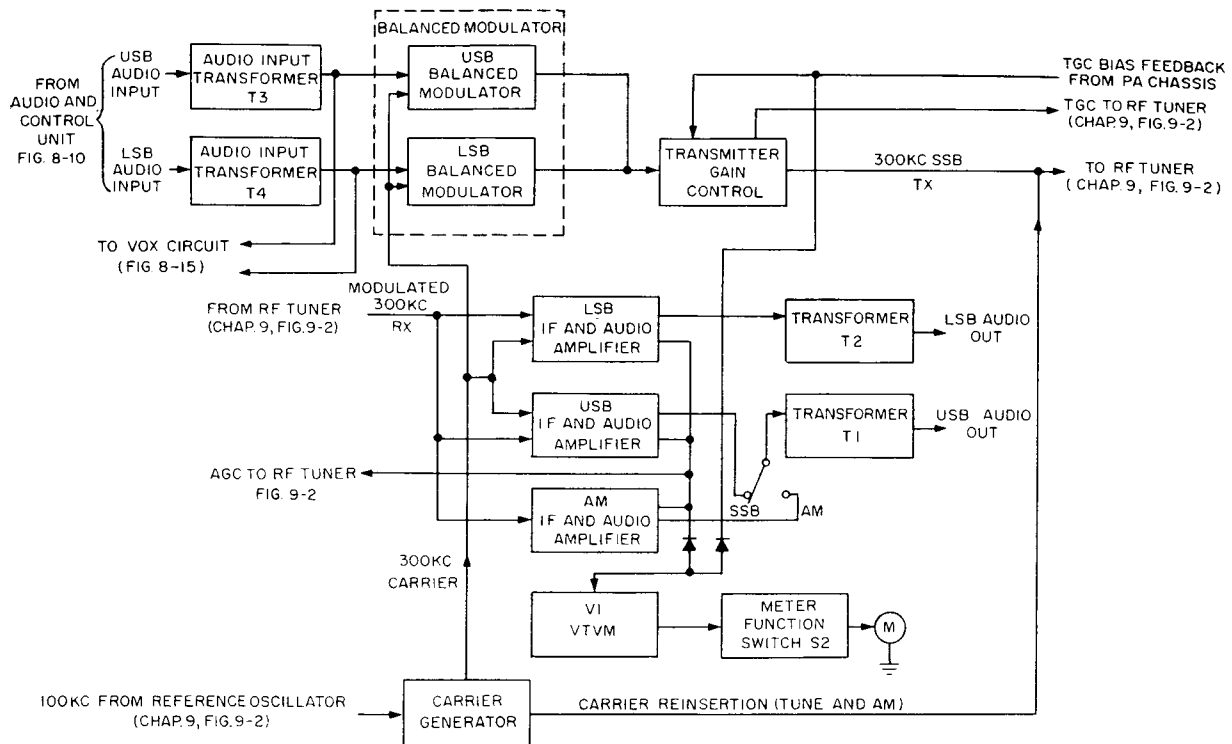 BALANCED MODULATOR
FROM
AUDIO AND
CONTROL
UNIT
FIG. 8-10
USB
AUDIO
INPUT
AUDIO INPUT
TRANSFORMER
T3
USB
BALANCED
MODULATOR
LSB
AUDIO
INPUT
AUDIO INPUT
TRANSFORMER
T4
LSB
BALANCED
MODULATOR
TRANSMITTER
GAIN
CONTROL
TGC BIAS FEEDBACK
FROM PA CHASSIS
TGC TO RF TUNER
(CHAP. 9, FIG. 9-2)
300KC SSB
TX
TO RF TUNER
(CHAP. 9, FIG. 9-2)
TO VOX CIRCUIT
(FIG. 8-15)
FROM RF TUNER
(CHAP. 9, FIG. 9-2)
MODULATED
300KC
RX
LSB
IF AND AUDIO
AMPLIFIER
TRANSFORMER
T2
LSB AUDIO
OUT
USB
IF AND AUDIO
AMPLIFIER
TRANSFORMER
T1
USB AUDIO
OUT
AGC TO RF TUNER
FIG. 9-2
AM
IF AND AUDIO
AMPLIFIER
SSB
AM
300KC
CARRIER
V1
VTVM
METER
FUNCTION
SWITCH S2
M
100KC FROM REFERENCE OSCILLATOR
(CHAP. 9, FIG. 9-2)
CARRIER
GENERATOR
CARRIER REINSERTION (TUNE AND AM)